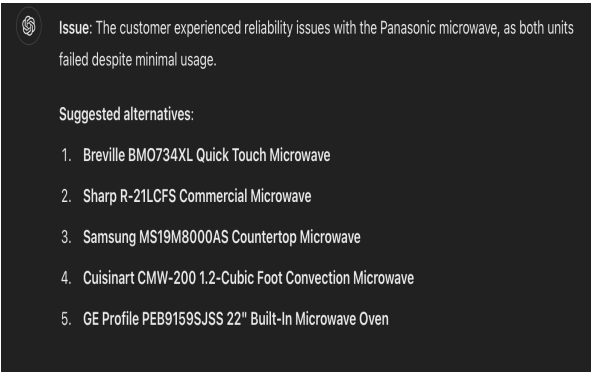 Issue: The customer experienced reliability issues with the Panasonic microwave, as both units
failed despite minimal usage.
Suggested alternatives:
1. Breville BMO734XL Quick Touch Microwave
2. Sharp R-21LCFS Commercial Microwave
3. Samsung MS19M8000AS Countertop Microwave
4. Cuisinart CMW-200 1.2-Cubic Foot Convection Microwave
5. GE Profile PEB9159SJSS 22" Built-In Microwave Oven